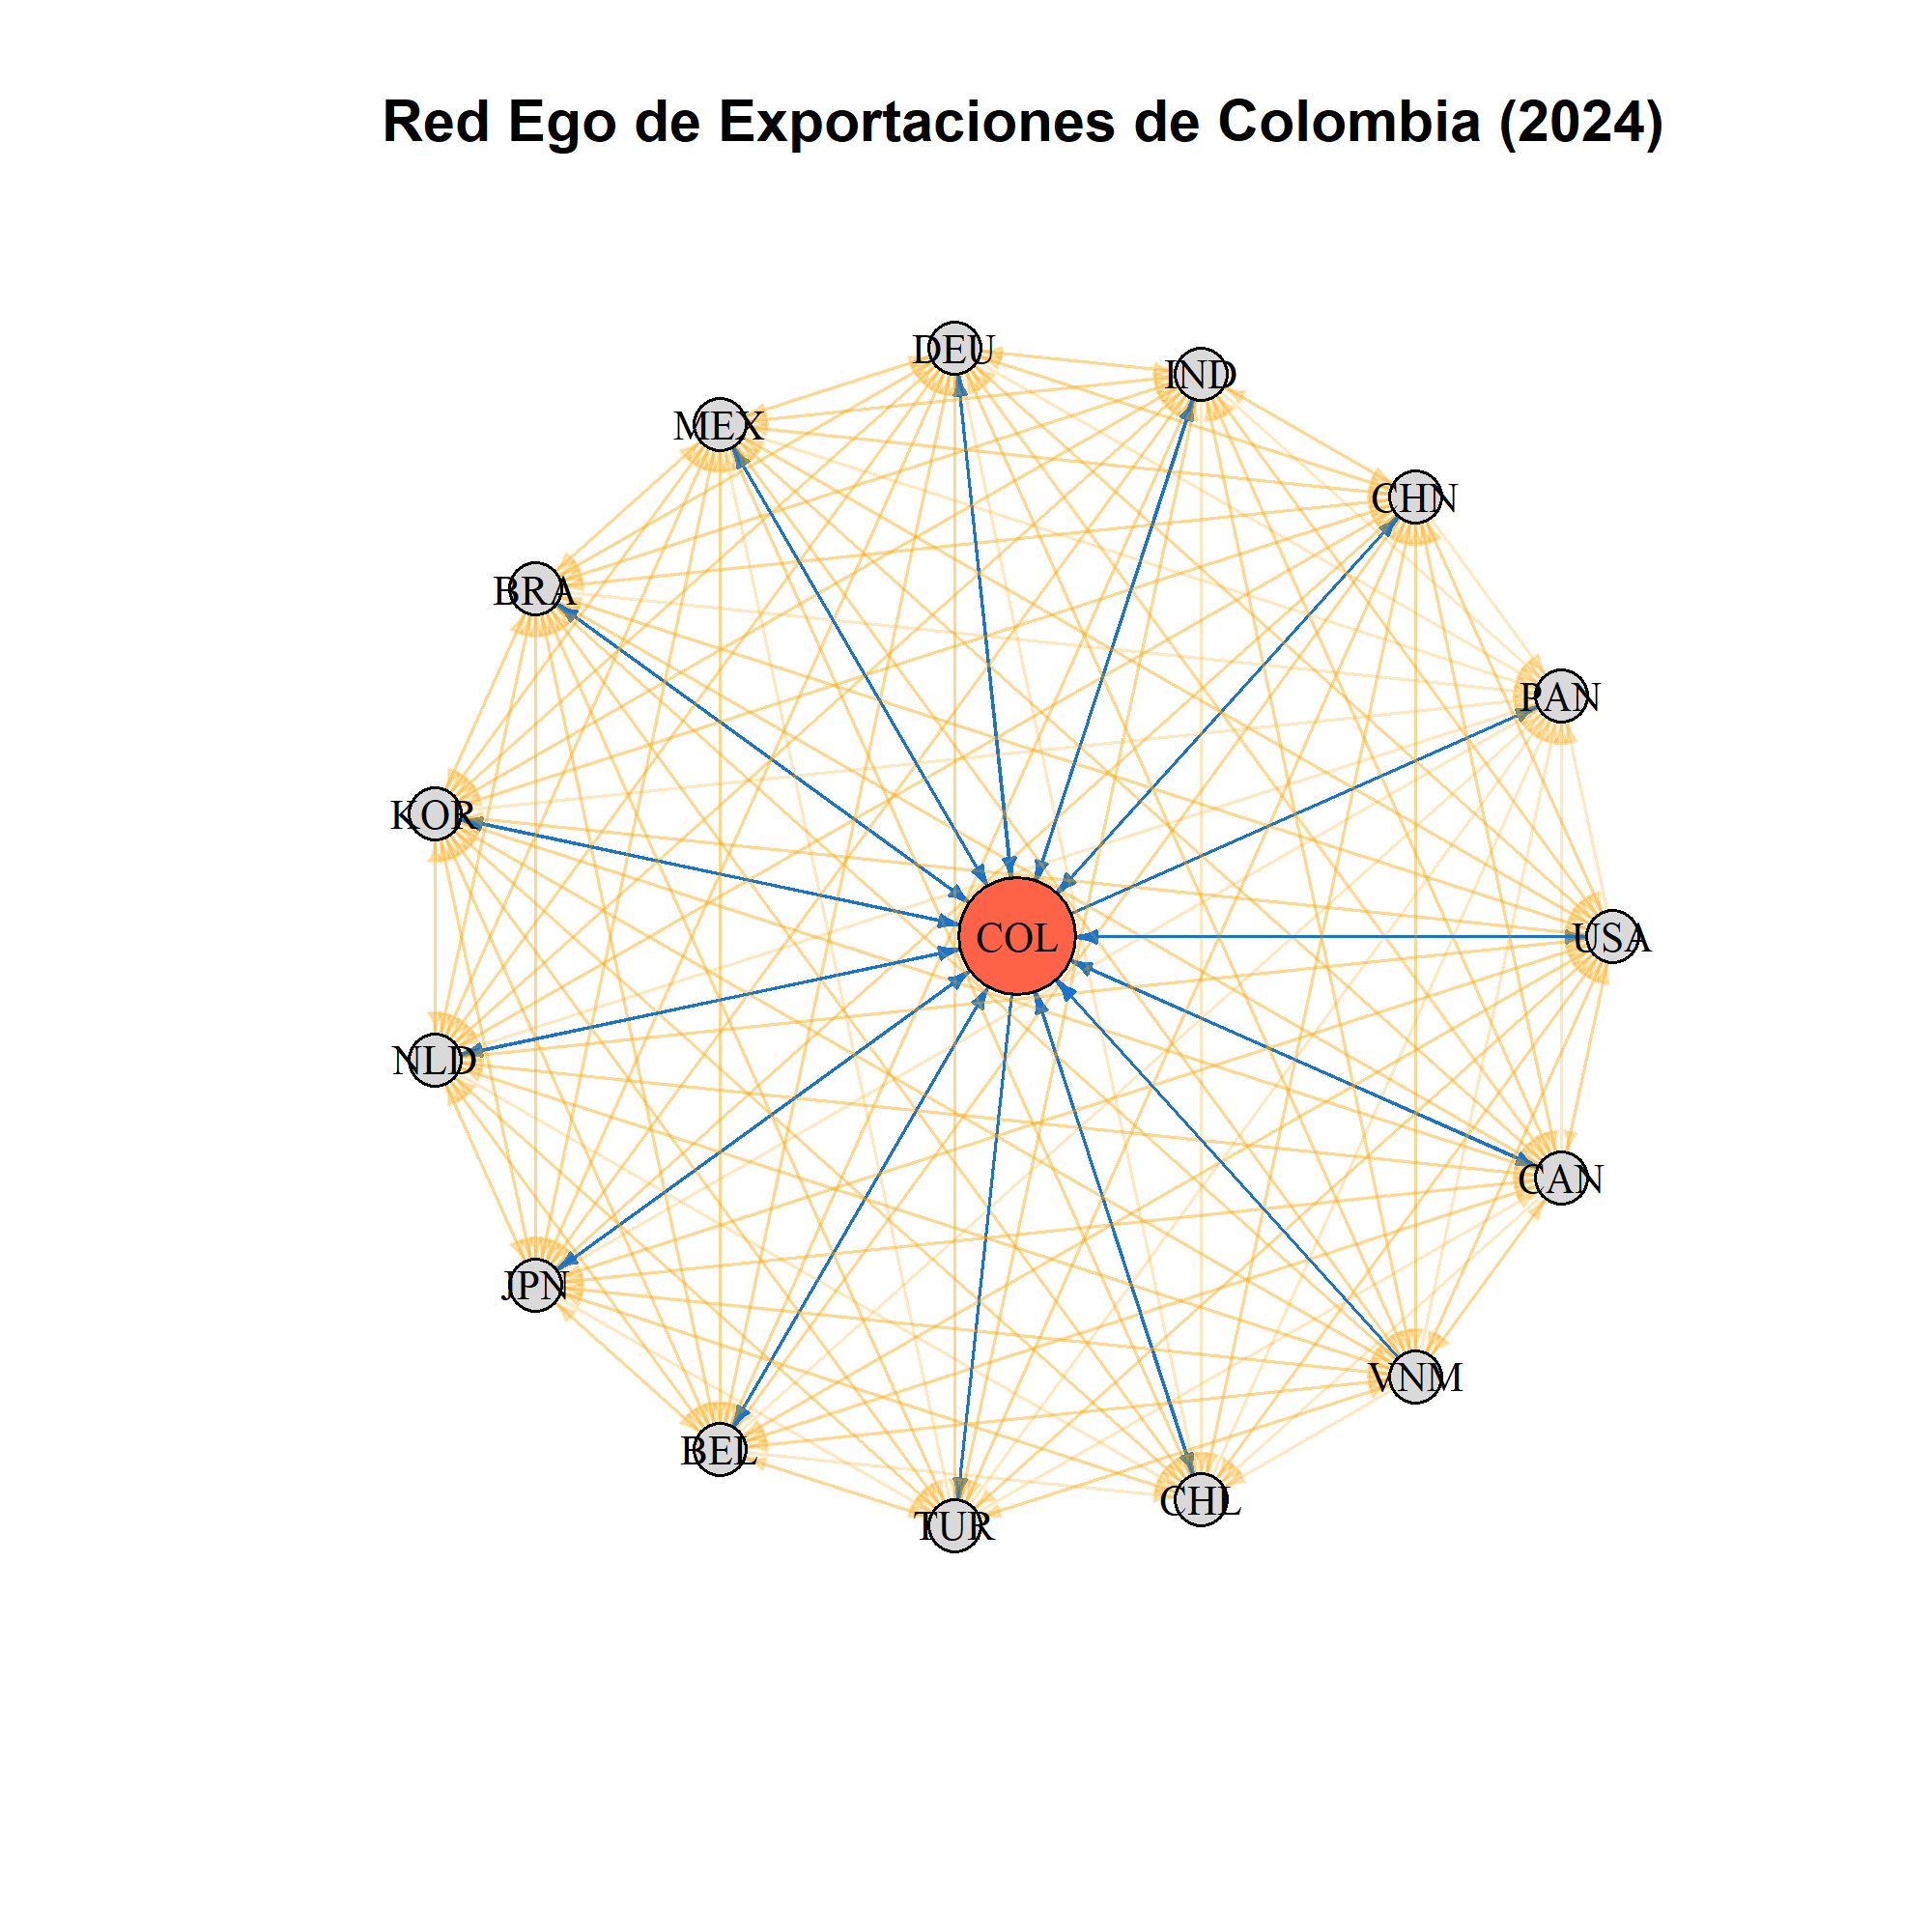 Red Ego de Exportaciones de Colombia (2024)
DEU
IND
MEX
CHN
BRA
PAN
KOR
COL
USA
NLD
CAN
JPN
VNM
BEL
CHL
TUR